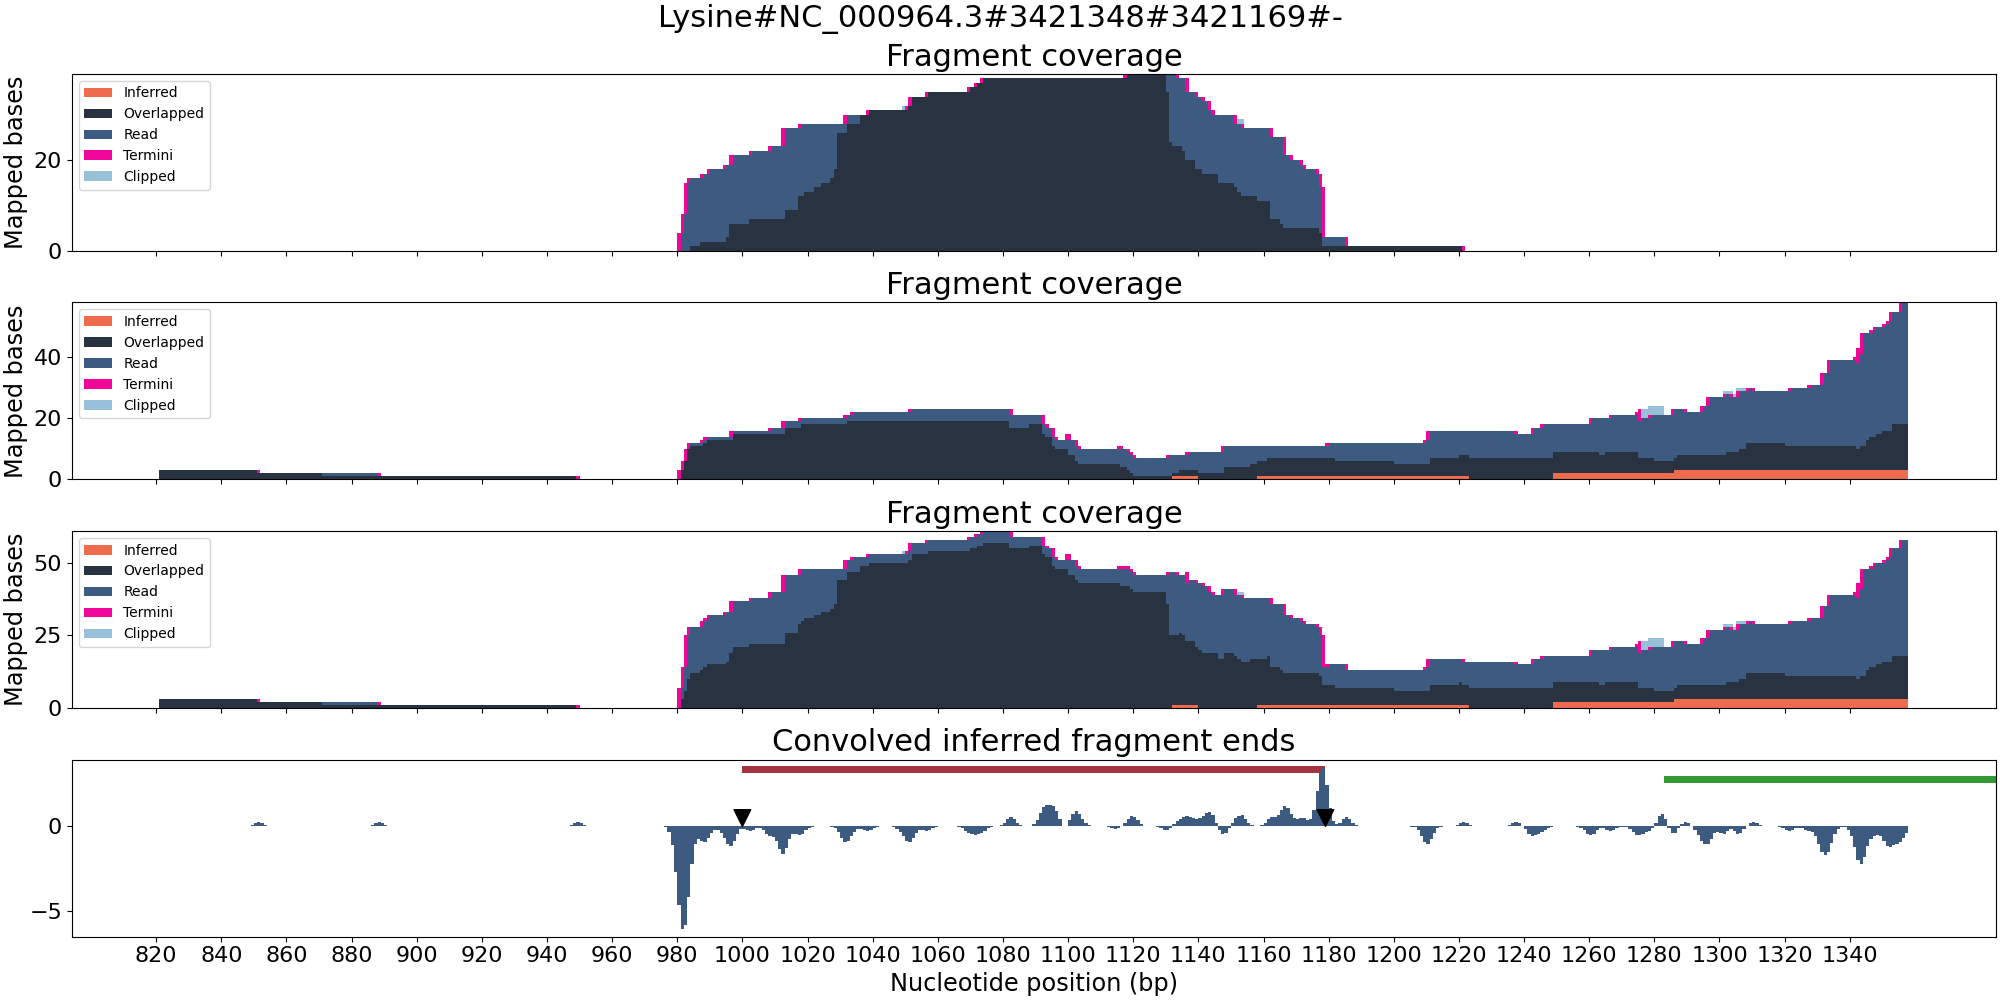 Lysine#NC_000964.3#3421348#3421169#-
Fragment coverage
Mapped bases
20
0
Inferred
Overlapped
Read
Termini
Clipped
Fragment coverage
Mapped bases
40
20
0
Inferred
Overlapped
Read
Termini
Clipped
Fragment coverage
Mapped bases
50
25
0
Inferred
Overlapped
Read
Termini
Clipped
Convolved inferred fragment ends
0
−5
820 840 860 880 900 920 940 960 980 1000 1020 1040 1060 1080 1100 1120 1140 1160 1180 1200 1220 1240 1260 1280 1300 1320 1340
Nucleotide position (bp)